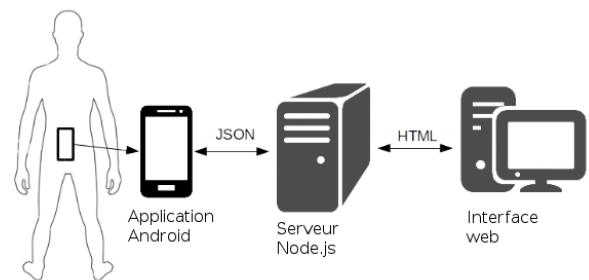 JSON
HTML
Application
Android
Serveur
Node.js
Interface
web